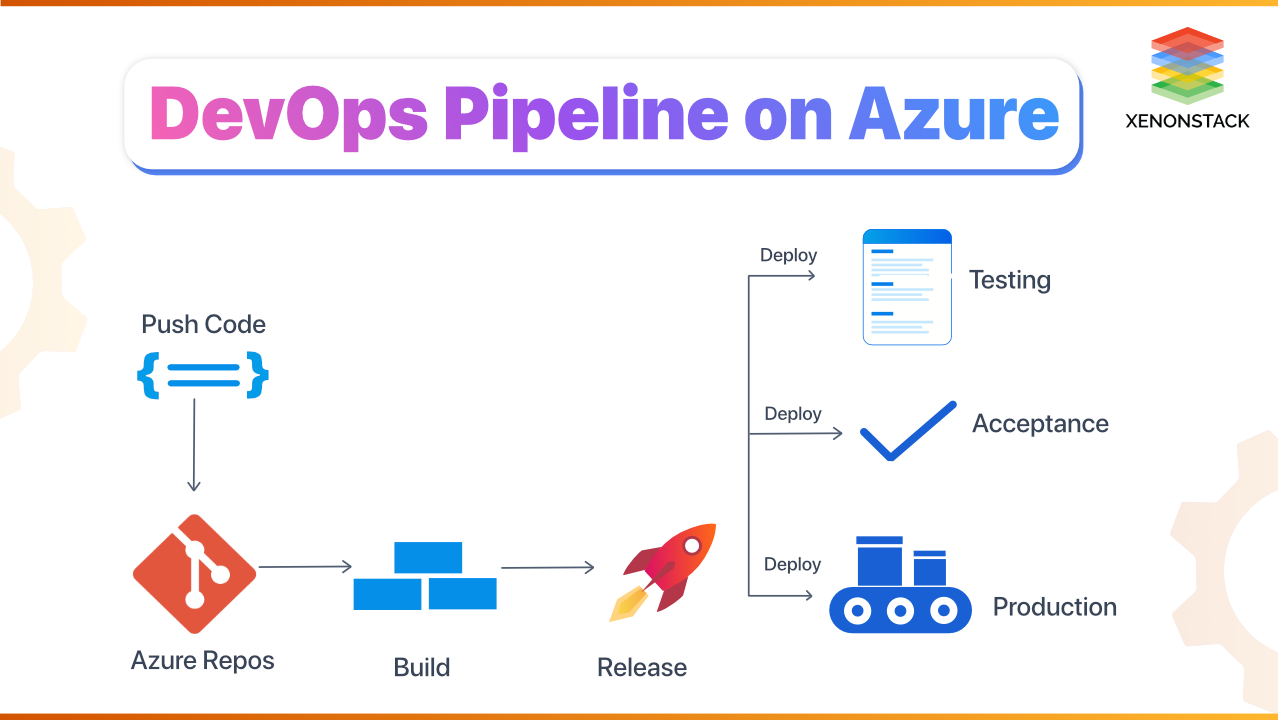 DevOps Pipeline on Azure
XENONSTACK
Push Code
Azure Repos
Build
Release
Deploy
Testing
Deploy
Acceptance
Deploy
Production